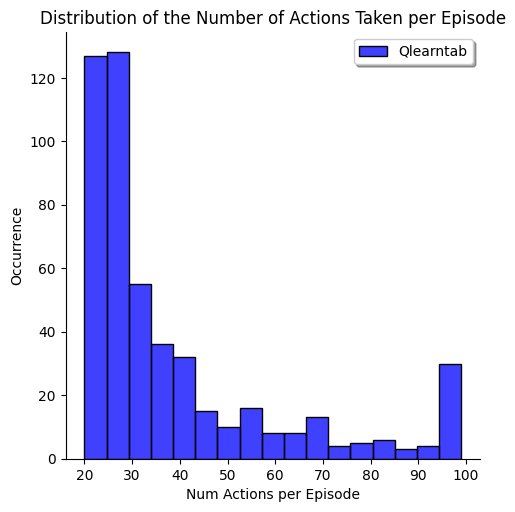 Distribution of the Number of Actions Taken per Episode
Qlearntab
Occurrence
120
100
80
60
40
20
0
20 30 40 50 60 70 80 90 100
Num Actions per Episode